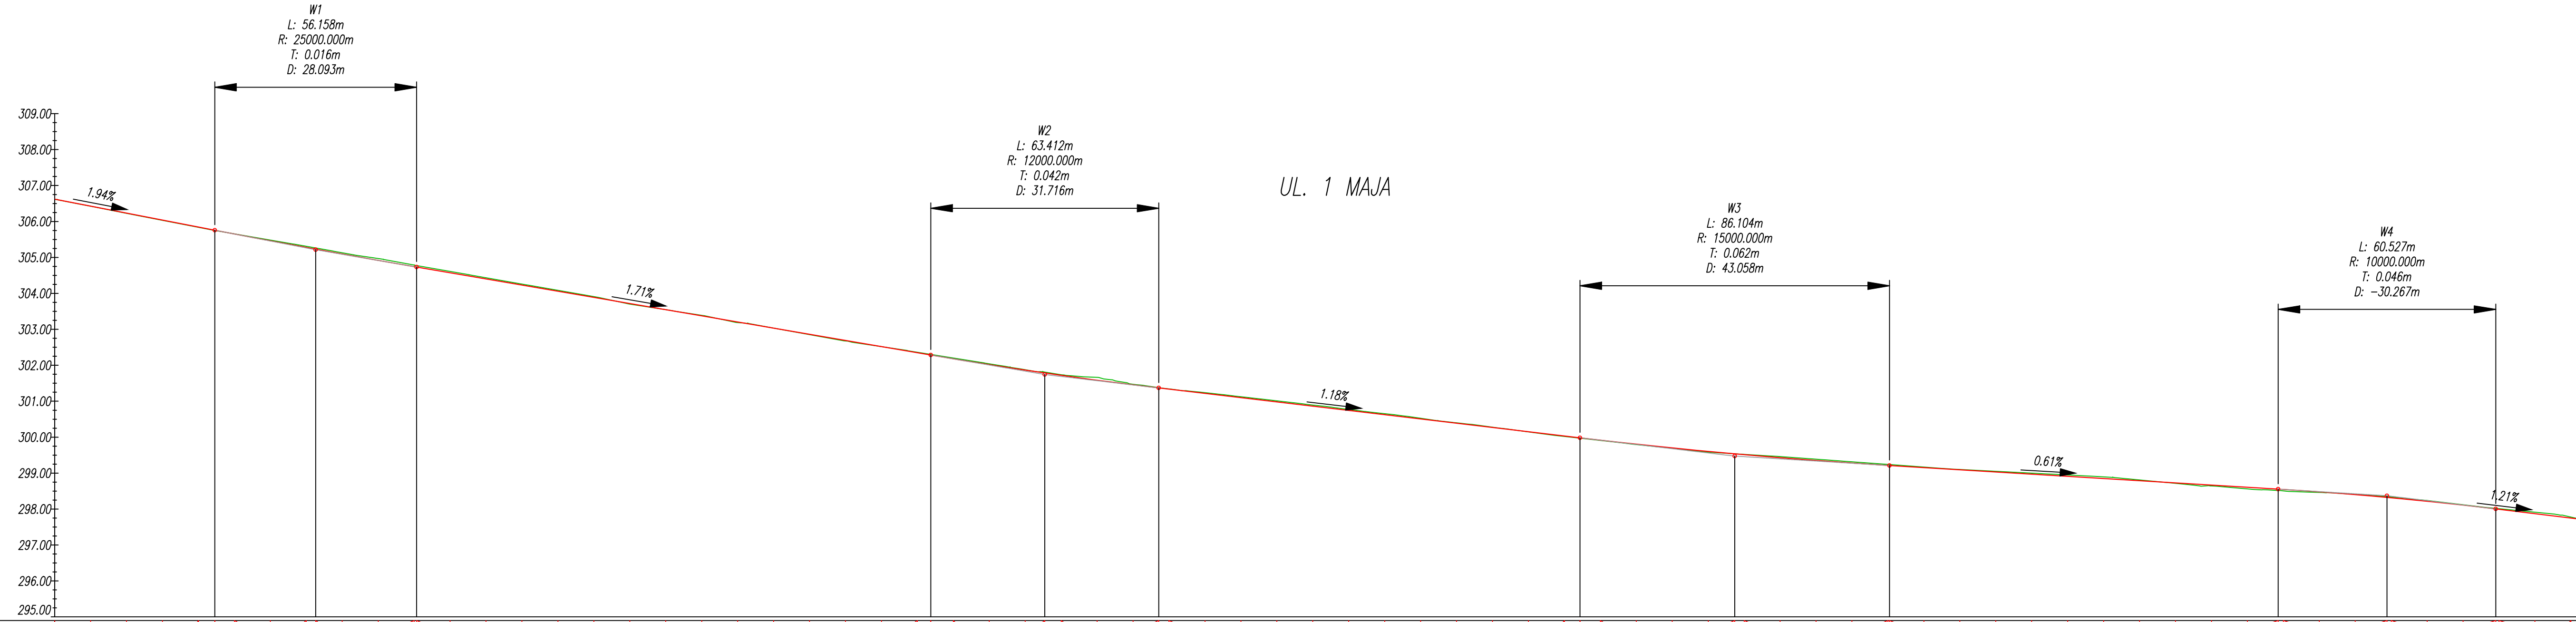 W1
L: 56.158m
R: 25000.000m
T: 0.016m
D: 28.093m
W2
L: 63.412m
R: 12000.000m
T: 0.042m
D: 31.716m
UL. 1 MAJA
W3
L: 86.104m
R: 15000.000m
T: 0.062m
D: 43.058m
W4
L: 60.527m
R: 10000.000m
T: 0.046m
D: -30.267m
309.00
308.00
307.00
306.00
305.00
304.00
303.00
302.00
301.00
300.00
299.00
298.00
297.00
296.00
295.00
1.94%
1.71%
1.18%
0.61%
1.21%